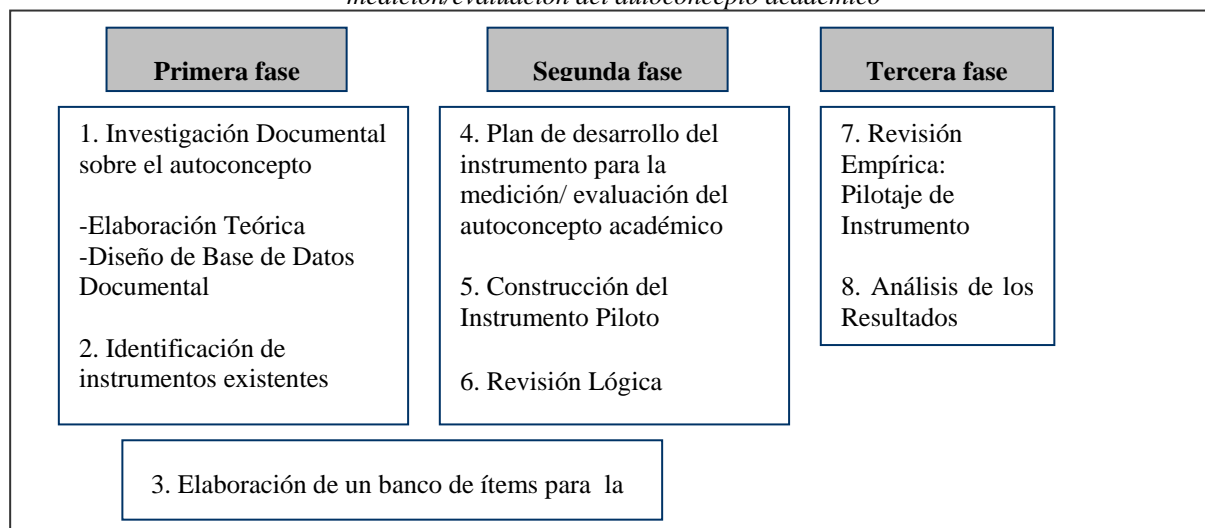 medición/evaluación del autoconcepto académico
Primera fase
1. Investigación Documental
sobre el autoconcepto
-Elaboración Teórica
-Diseño de Base de Datos
Documental
2. Identificación de
instrumentos existentes
Segunda fase
4. Plan de desarrollo del
instrumento para la
medición/ evaluación del
autoconcepto académico
5. Construcción del
Instrumento Piloto
6. Revisión Lógica
Tercera fase
7. Revisión
Empírica:
Pilotaje de
Instrumento
8. Análisis de los
Resultados
3. Elaboración de un banco de ítems para la